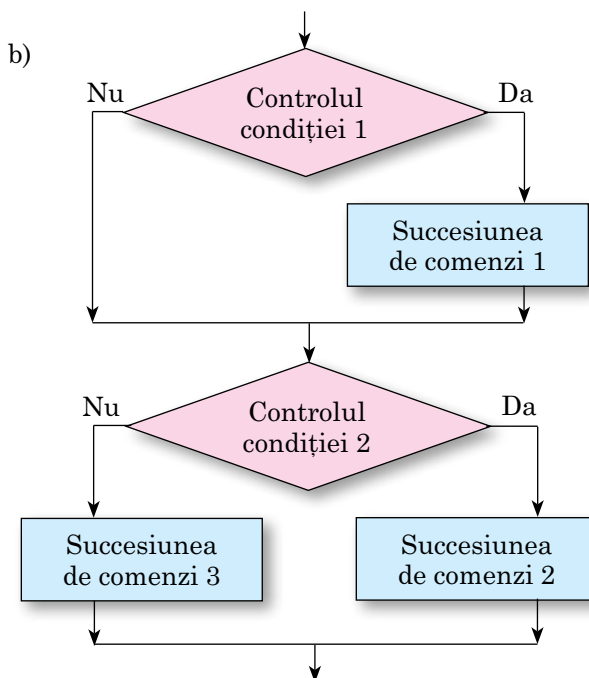 b)
Nu
Da
Controlul
condiției 1
Succesiunea
de comenzi 1
Nu
Da
Controlul
condiției 2
Succesiunea
de comenzi 3
Succesiunea
de comenzi 2